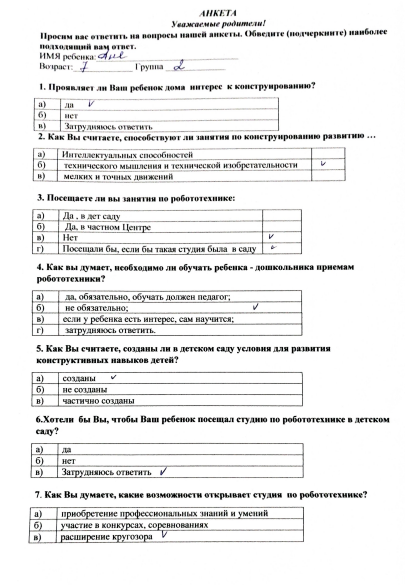 АНКЕТА
Уважаемые родители!
Просим вас ответить на вопросы нашей анкеты. Обведите (подчеркните) наиболее
подходящий вам ответ.
ИМЯ ребенка:
Возраст: 7 Группа 2
1. Проявляет ли Ваш ребенок дома интерес к конструированию?
а) да ✓
б) нет
в) Затрудняюсь ответить
2. Как Вы считаете, способствуют ли занятия по конструированию развитию …
а) Интеллектуальных способностей
б) технического мышления и технической изобретательности ✓
в) мелких и точных движений
3. Посещаете ли вы занятия по робототехнике:
а) Да , в дет саду
б) Да, в частном Центре
в) Нет ✓
г) Посещали бы, если бы такая студия была в саду ✓
4. Как вы думает, необходимо ли обучать ребенка - дошкольника приемам
робототехники?
а) да, обязательно, обучать должен педагог;
б) не обязательно; ✓
в) если у ребенка есть интерес, сам научится;
г) затрудняюсь ответить.
5. Как Вы считаете, созданы ли в детском саду условия для развития
конструктивных навыков детей?
а) созданы ✓
б) не созданы
в) частично созданы
6.Хотели бы Вы, чтобы Ваш ребенок посещал студию по робототехнике в детском
саду?
а) да
б) нет
в) Затрудняюсь ответить ✓
7. Как Вы думаете, какие возможности открывает студия по робототехнике?
а) приобретение профессиональных знаний и умений
б) участие в конкурсах, соревнованиях
в) расширение кругозора ✓